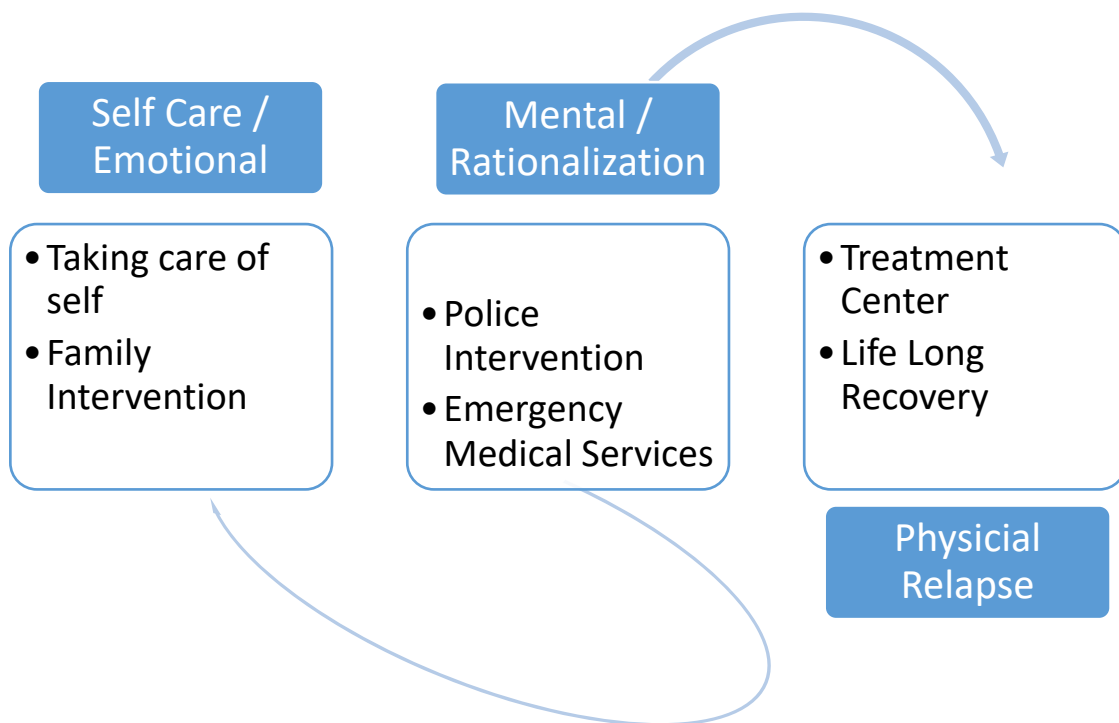 Self Care /
Emotional
• Taking care of
self
• Family
Intervention
Mental /
Rationalization
• Police
Intervention
• Emergency
Medical Services
• Treatment
Center
• Life Long
Recovery
Physicial
Relapse